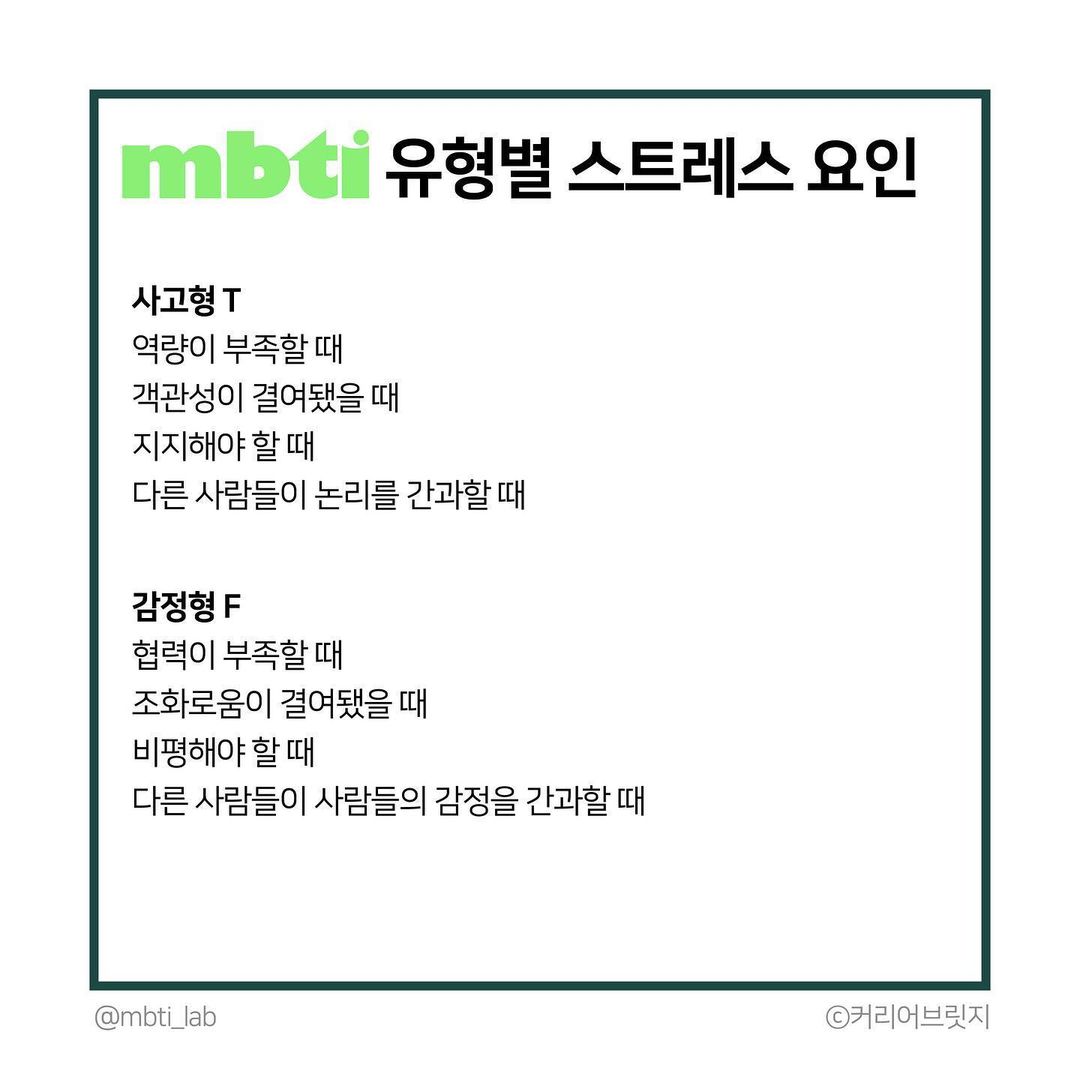 mbti 유형별 스트레스 요인
사고형 T
역량이 부족할 때
객관성이 결여됐을 때
지지해야 할 때
다른 사람들이 논리를 간과할 때
감정형 F
협력이 부족할 때
조화로움이 결여됐을 때
비평해야 할 때
다른 사람들이 사람들의 감정을 간과할 때
@mbti_lab
©커리어브릿지